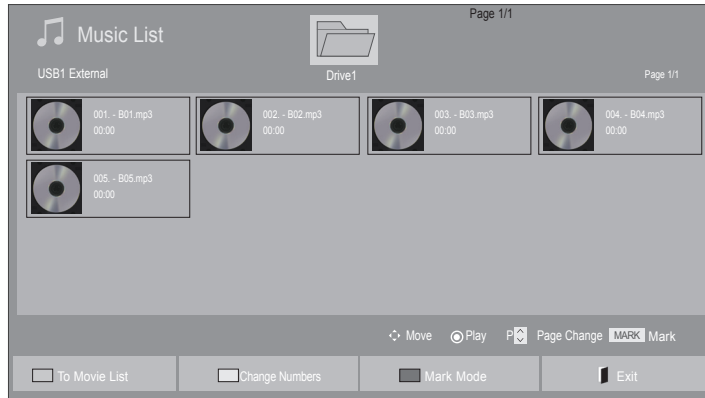 Page 1/1
Music List
USB1 External
Drive1
Page 1/1
001. - B01.mp3
00:00
002. - B02.mp3
00:00
003. - B03.mp3
00:00
004. - B04.mp3
00:00
005. - B05.mp3
00:00
Move Play P Page Change MARK Mark
To Movie List Change Numbers Mark Mode Exit